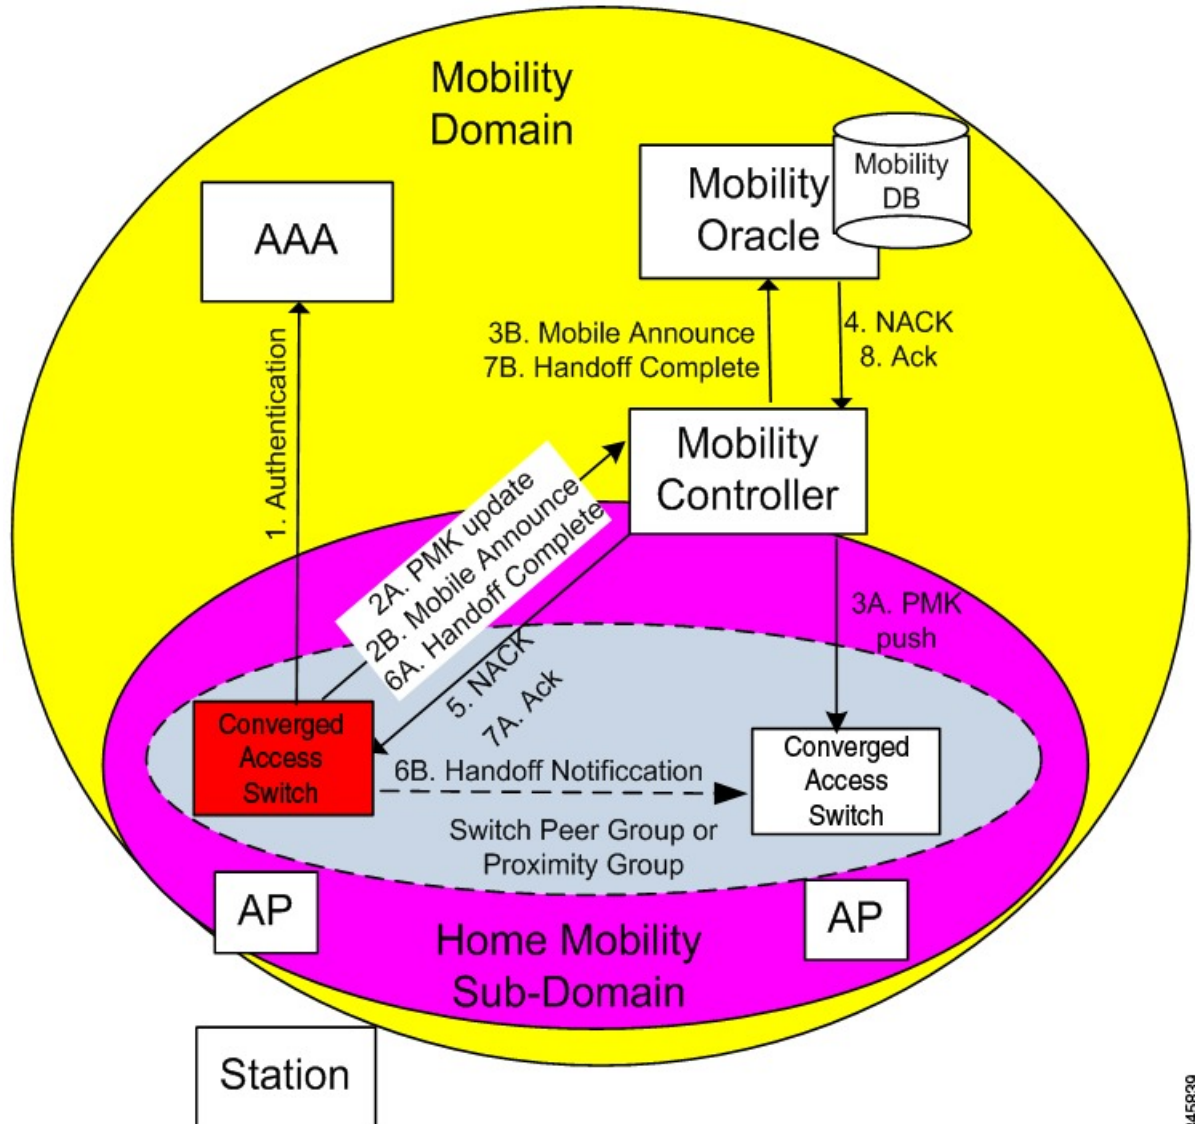 Mobility
Domain
AAA
Mobility
Oracle
Mobility
DB
3B. Mobile Announce
7B. Handoff Complete
4. NACK
8. Ack
1. Authentication
Mobility
Controller
2A. PMK update
2B. Mobile Announce
6A. Handoff Complete
5. NACK
7A. Ack
3A. PMK
push
Converged
Access
Switch
6B. Handoff Notificcation
Converged
Access
Switch
Switch Peer Group or
Proximity Group
AP
AP
Home Mobility
Sub-Domain
Station